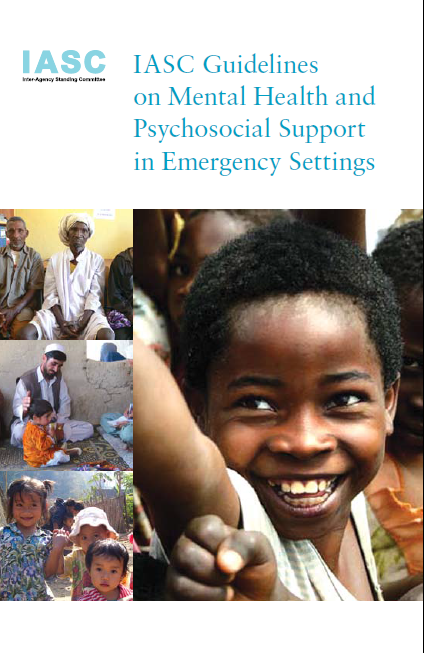 IASC
Inter-Agency Standing Committee
IASC Guidelines
on Mental Health and
Psychosocial Support
in Emergency Settings